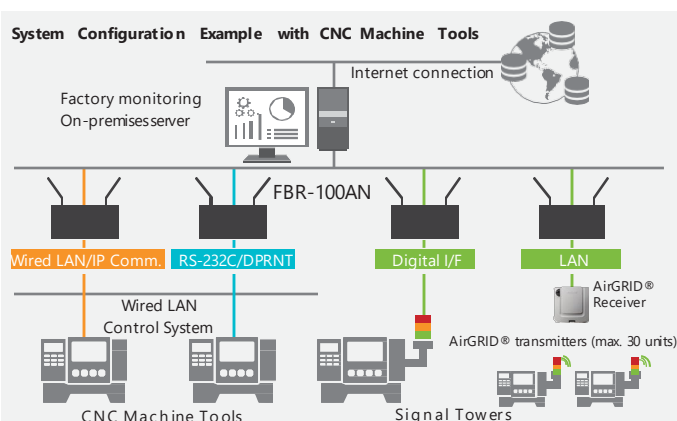 System Configuration Example with CNC Machine Tools
Internet connection
Factory monitoring
On-premises server
FBR-100AN
Wired LAN/IP Comm.
RS-232C/DPRNT
Digital I/F
LAN
AirGRID®
Receiver
Wired LAN
Control System
AirGRID® transmitters (max. 30 units)
CNC Machine Tools
Signal Towers